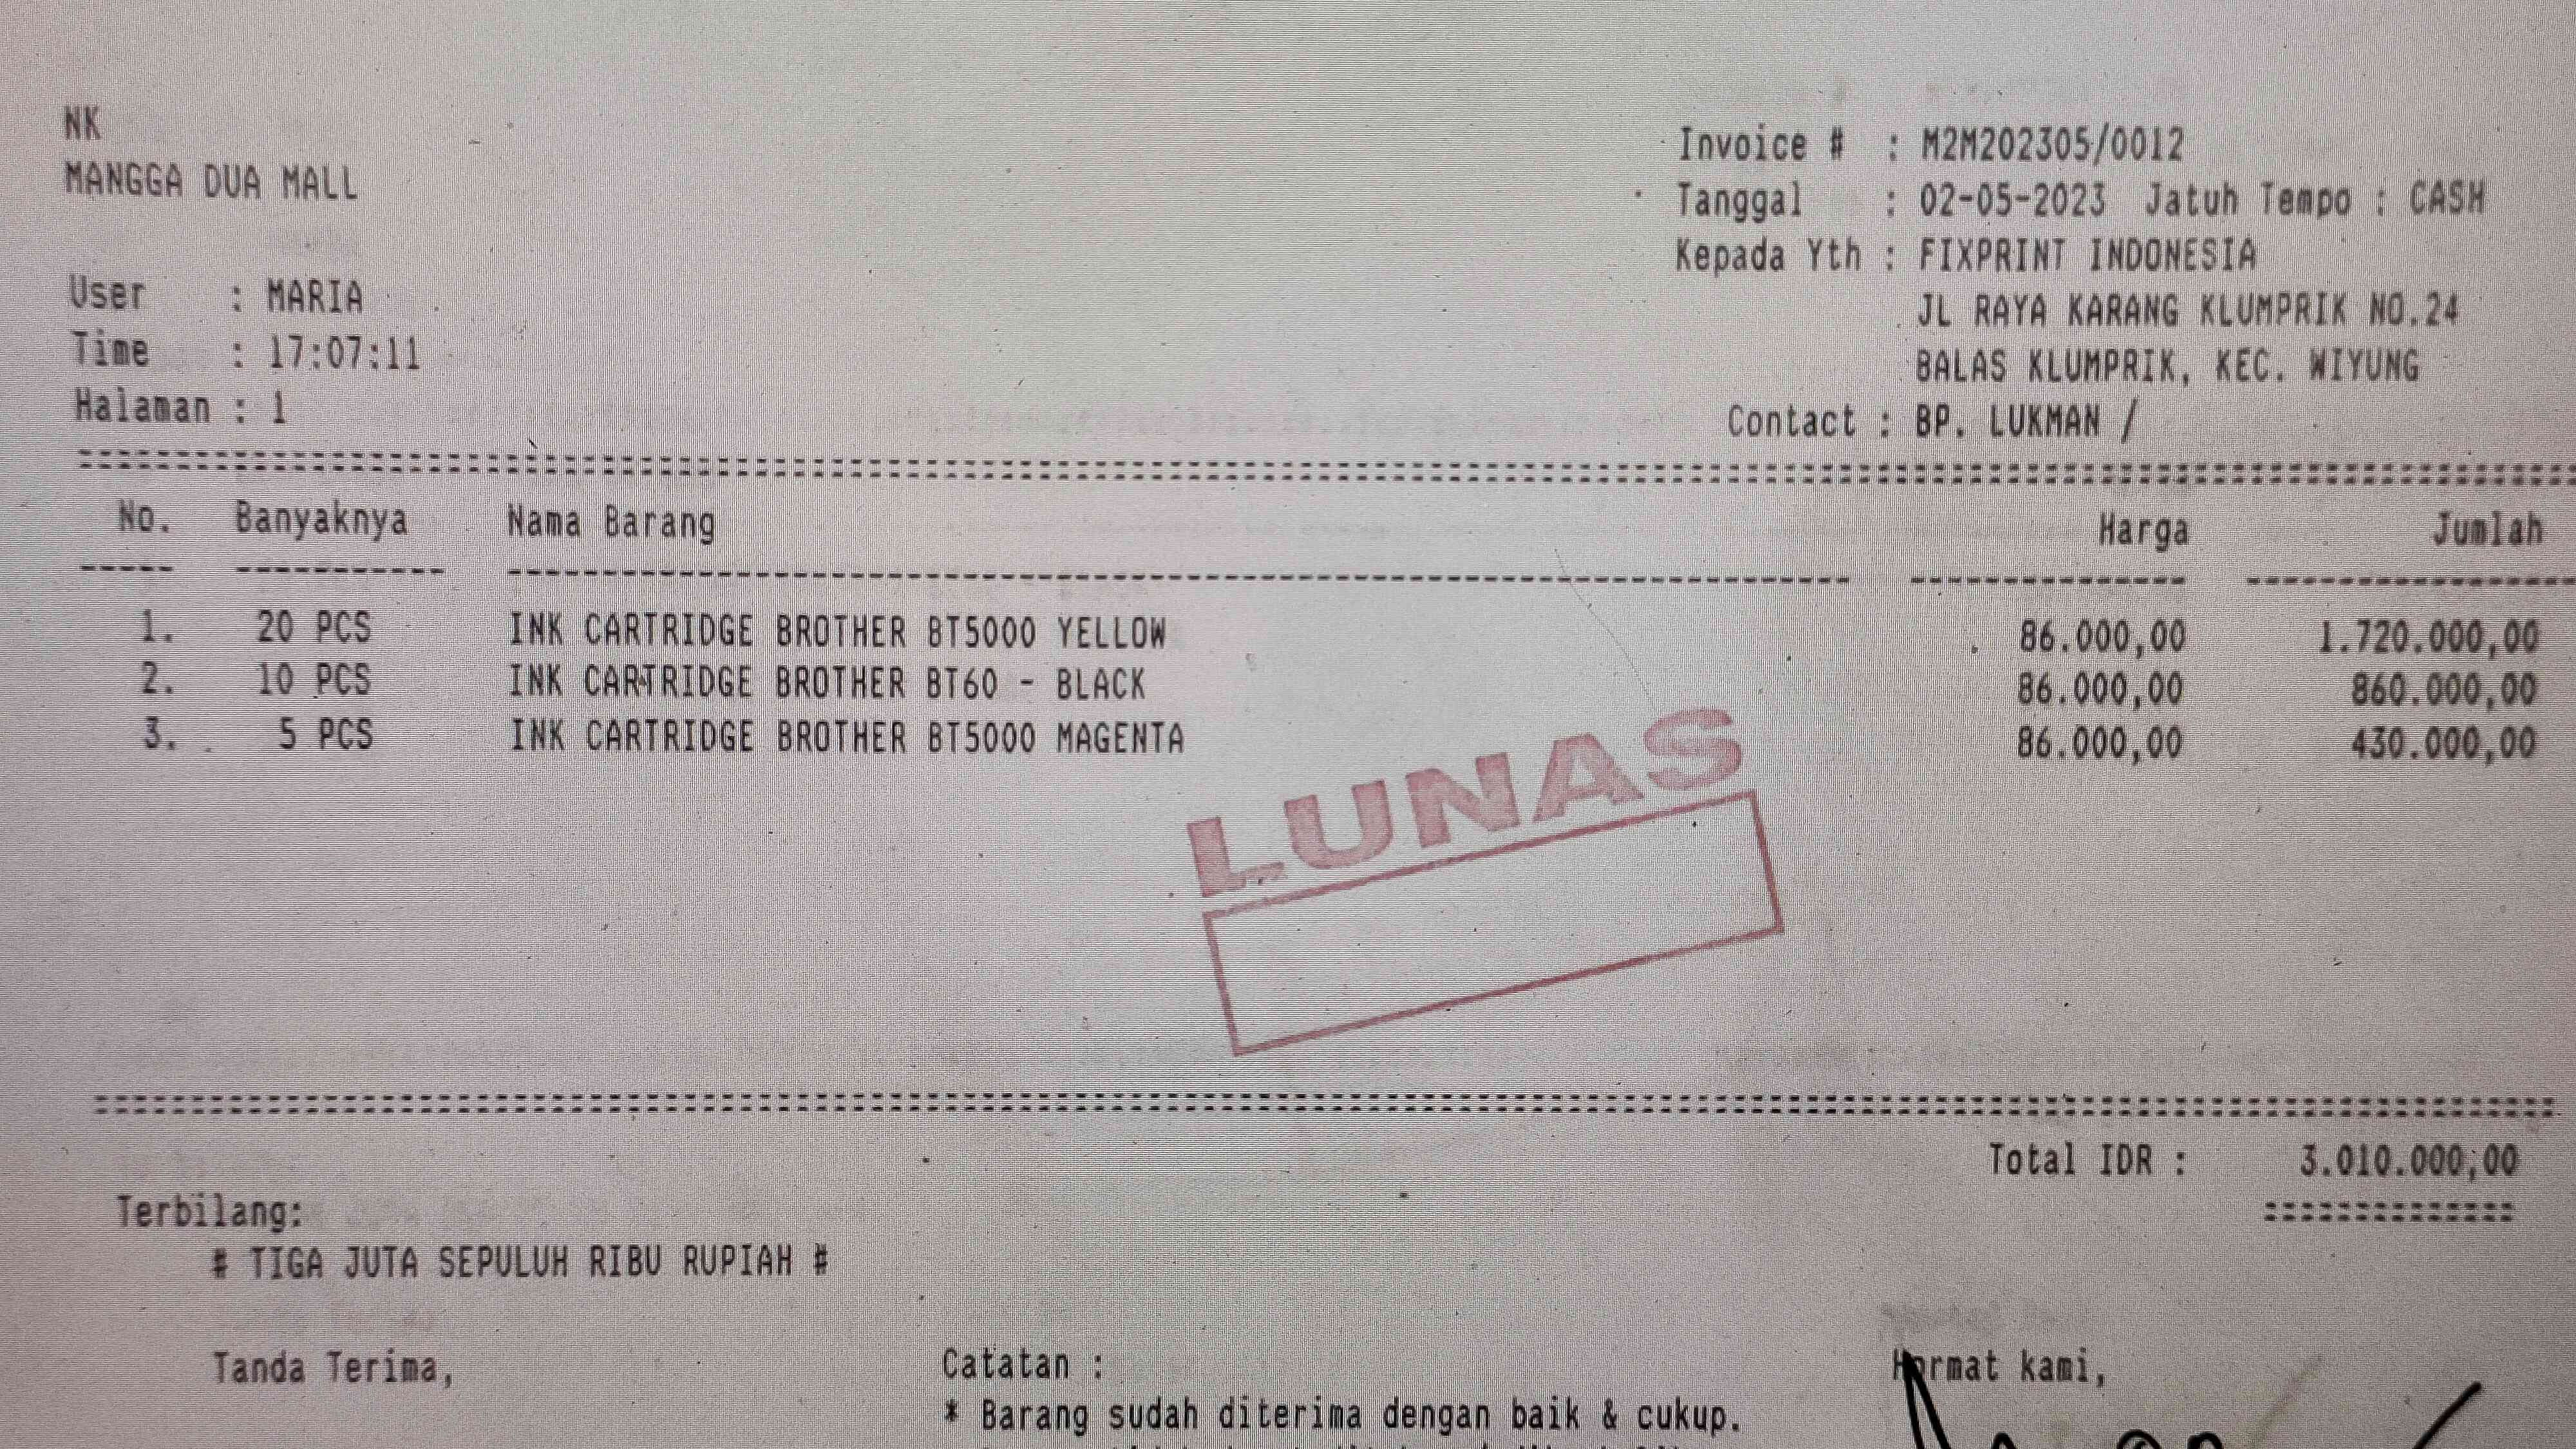 NK
MANGGA DUA MALL
Invoice # : M2M202305/0012
Tanggal : 02-05-2023 Jatuh Tempo : CASH
Kepada Yth : FIXPRINT INDONESIA
JL RAYA KARANG KLUMPRIK NO.24
BALAS KLUMPRIK, KEC. WIYUNG
Contact : BP. LUKMAN /
User : MARIA
Time : 17:07:11
Halaman : 1
No. Banyaknya Nama Barang Harga Jumlah
1. 20 PCS INK CARTRIDGE BROTHER BT5000 YELLOW 86.000,00 1.720.000,00
2. 10 PCS INK CARTRIDGE BROTHER BT60 - BLACK 86.000,00 860.000,00
3. 5 PCS INK CARTRIDGE BROTHER BT5000 MAGENTA 86.000,00 430.000,00
LUNAS
Total IDR : 3.010.000,00
Terbilang:
# TIGA JUTA SEPULUH RIBU RUPIAH #
Tanda Terima,
Catatan :
* Barang sudah diterima dengan baik & cukup.
Hormat kami,